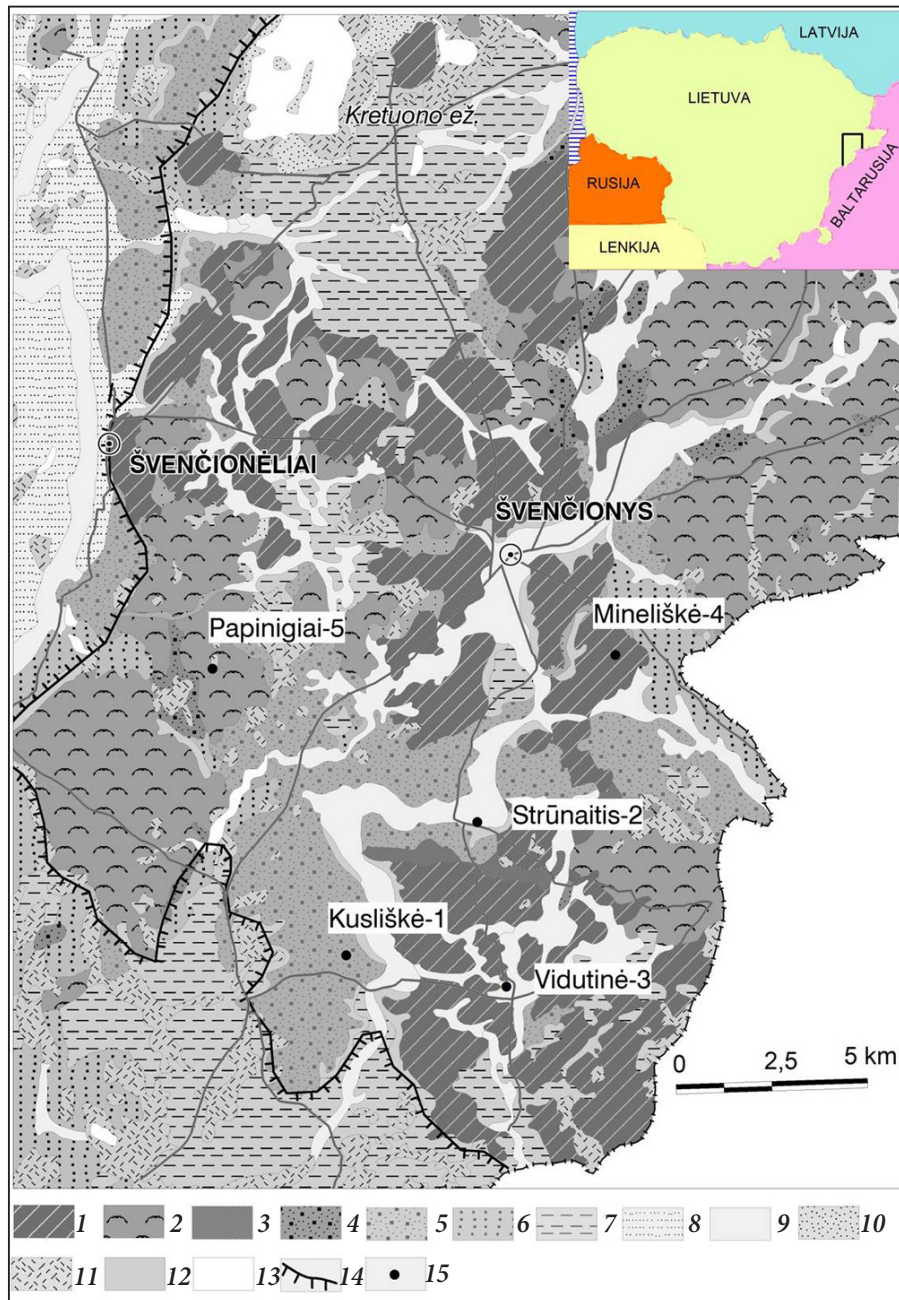 LATVIJA
LIETUVA
RUSIJA
BALTARUSIJA
LENKIJA
Kretuono ež.
ŠVENČIONĖLIAI
ŠVENČIONYS
Papinigiai-5
Mineliškė-4
Strūnaitis-2
Kusliškė-1
Vidutinė-3
0 2,5 5 km
1 2 3 4 5 6 7 8 9 10
11 12 13 14 15